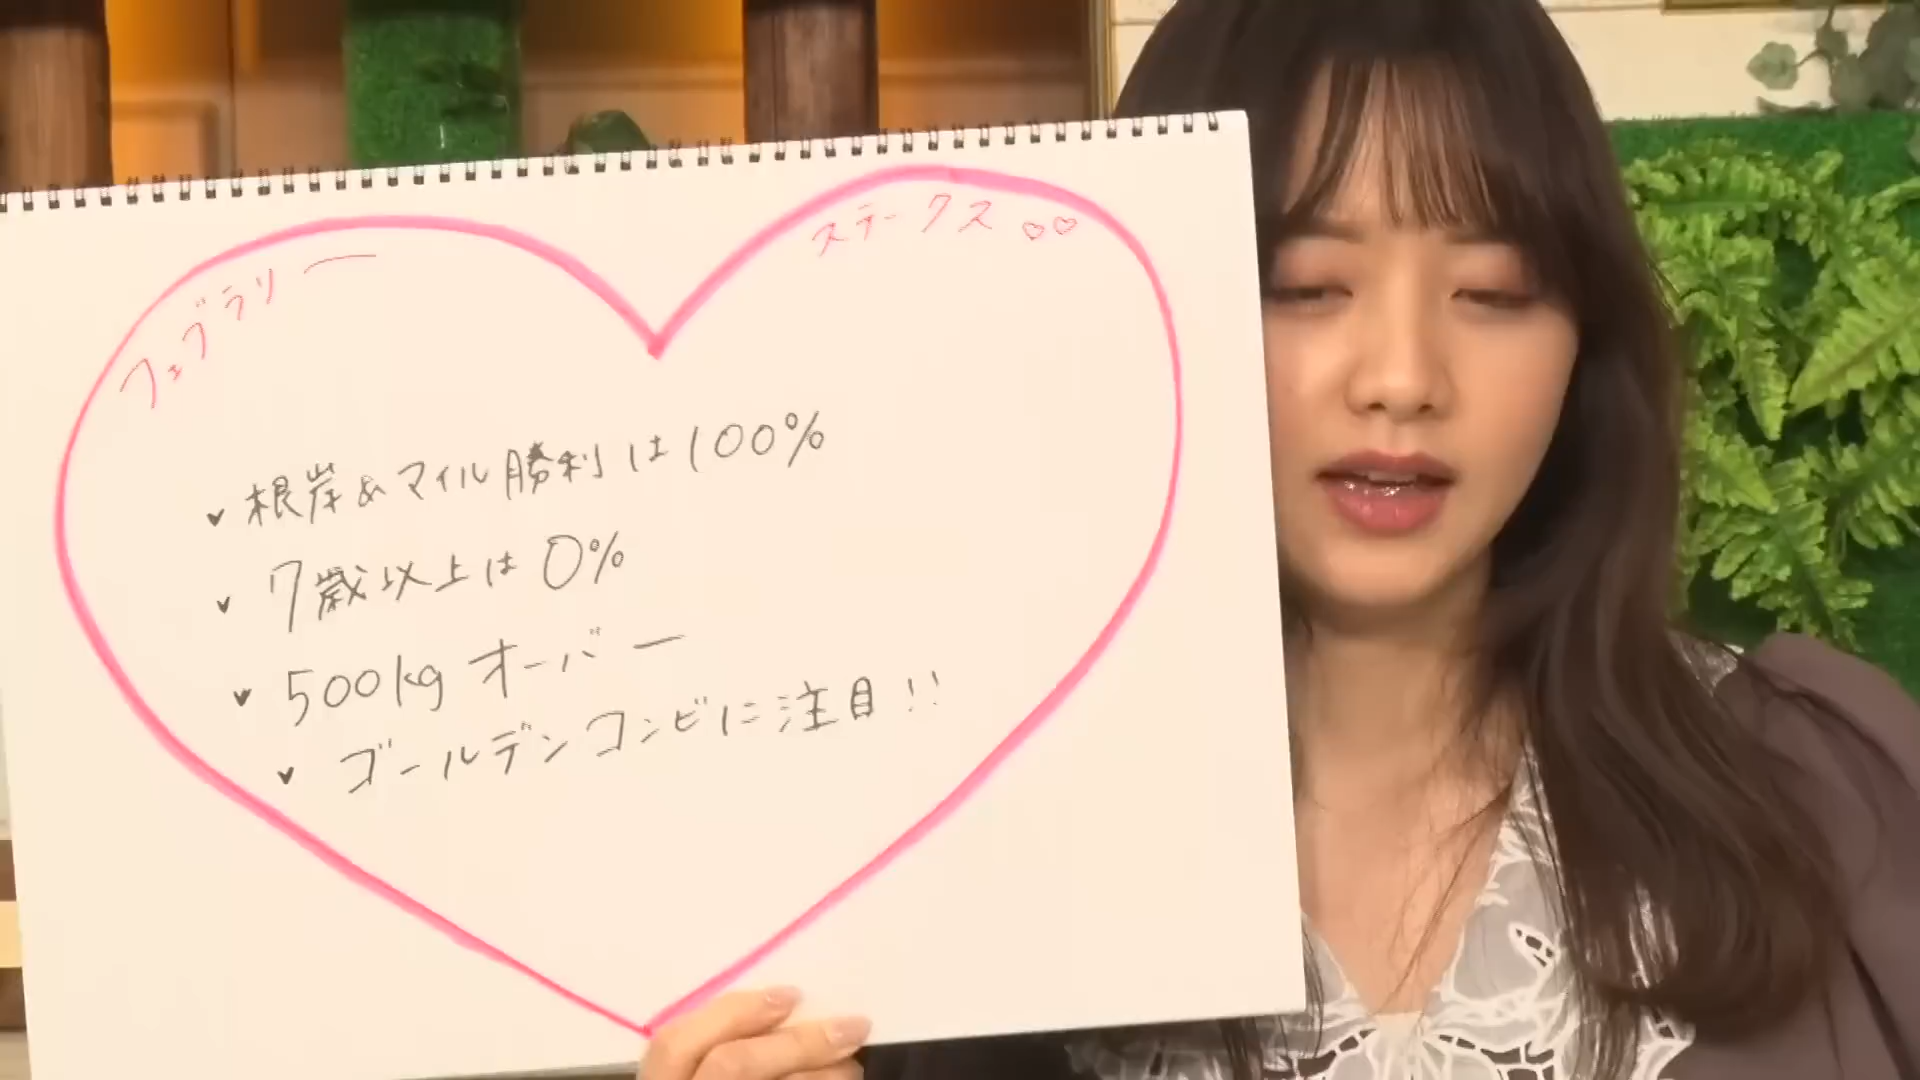 フェブラリー
ステークス♡♡
♥ 根岸&マイル勝利は100%
♥ 7歳以上は0%
♥ 500kgオーバー
♥ ゴールデンコンビに注目!!